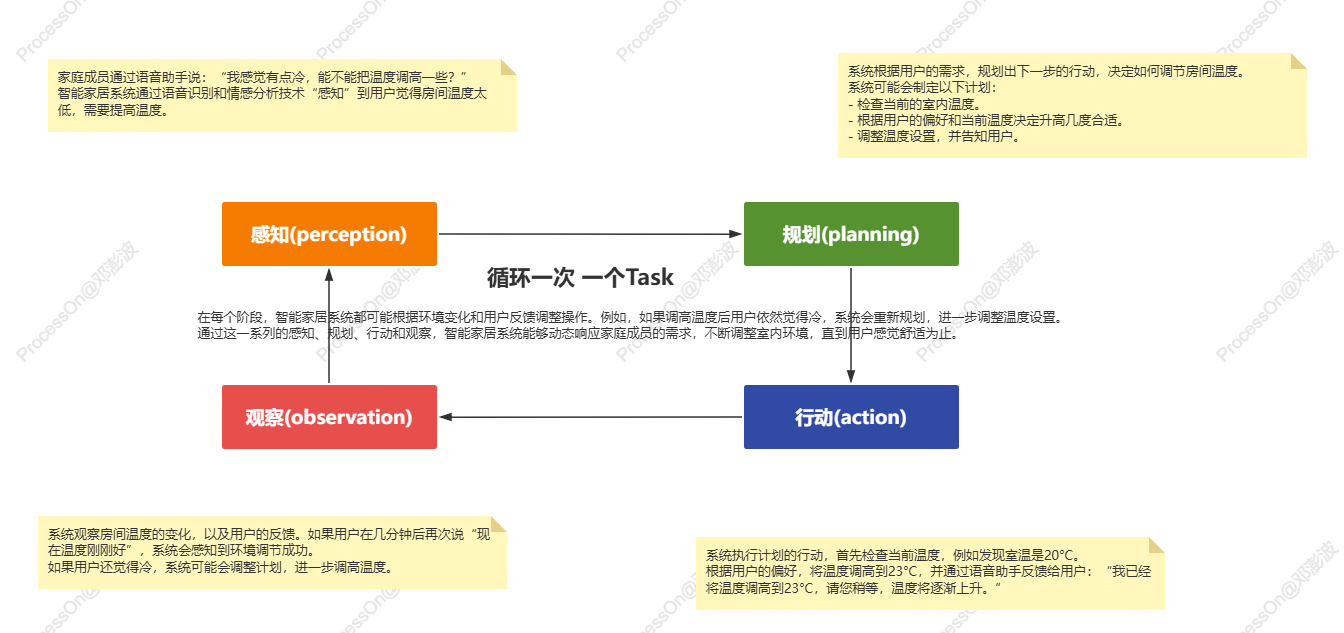 家庭成员通过语音助手说：“我感觉有点冷，能不能把温度调高一些？”
智能家居系统通过语音识别和情感分析技术“感知”到用户觉得房间温度太
低，需要提高温度。
系统根据用户的需求，规划出下一步的行动，决定如何调节房间温度。
系统可能会制定以下计划：
- 检查当前的室内温度。
- 根据用户的偏好和当前温度决定升高几度合适。
- 调整温度设置，并告知用户。
感知(perception)
规划(planning)
循环一次 一个Task
在每个阶段，智能家居系统都可能根据环境变化和用户反馈调整操作。例如，如果调高温度后用户依然觉得冷，系统会重新规划，进一步调整温度设置。
通过这一系列的感知、规划、行动和观察，智能家居系统能够动态响应家庭成员的需求，不断调整室内环境，直到用户感觉舒适为止。
观察(observation)
行动(action)
系统观察房间温度的变化，以及用户的反馈。如果用户在几分钟后再次说“现
在温度刚刚好”，系统会感知到环境调节成功。
如果用户还觉得冷，系统可能会调整计划，进一步调高温度。
系统执行计划的行动，首先检查当前温度，例如发现室温是20°C。
根据用户的偏好，将温度调高到23°C，并通过语音助手反馈给用户：“我已经
将温度调高到23°C，请您稍等，温度将逐渐上升。”
ProcessOn@邓澎波
ProcessOn@邓澎波
ProcessOn@邓澎波
ProcessOn@邓澎波
ProcessOn@邓澎波